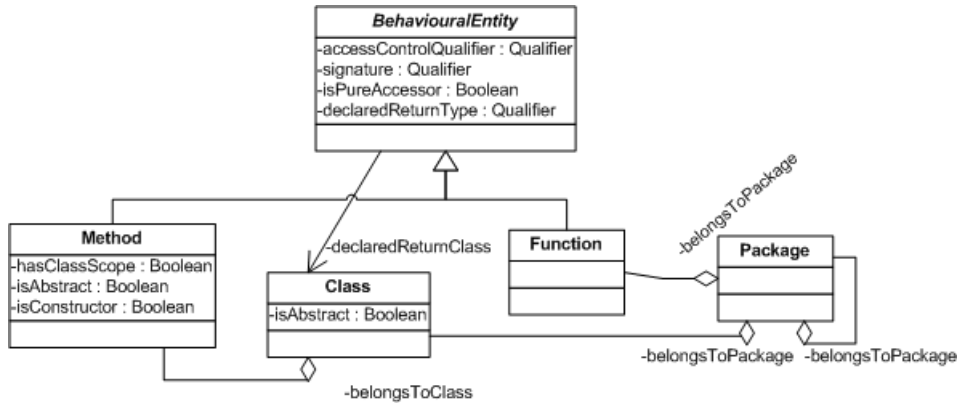 BehaviouralEntity
-accessControlQualifier : Qualifier
-signature : Qualifier
-isPureAccessor : Boolean
-declaredReturnType : Qualifier
-belongsToPackage
Method
-hasClassScope : Boolean
-isAbstract : Boolean
-isConstructor : Boolean
-declaredReturnClass
Function
Package
Class
-isAbstract : Boolean
-belongsToPackage
-belongsToPackage
-belongsToClass